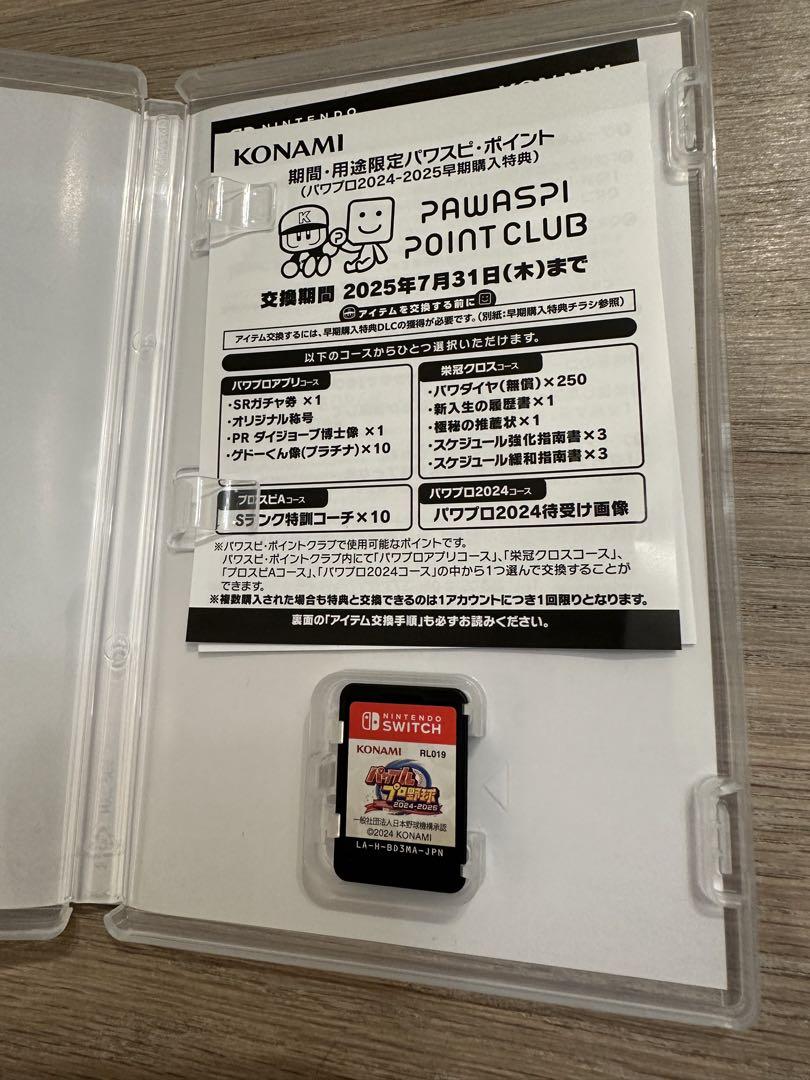 NINTENDO
KONAMI
KONAMI
期間・用途限定パワスピ・ポイント
(パワプロ2024-2025早期購入特典)
K
P
PAWASPI
POINT CLUB
交換期間 2025年7月31日(木)まで
アイテムを交換する前に
アイテム交換するには、早期購入特典DLCの獲得が必要です。(別紙:早期購入特典チラシ参照)
以下のコースからひとつ選択いただけます。
パワプロアプリコース
・SRガチャ券 ×1
・オリジナル称号
・PR ダイジョーブ博士像 ×1
・ゲドーくん像(プラチナ)×10
栄冠クロスコース
・パワダイヤ(無償)×250
・新入生の履歴書×1
・極秘の推薦状×1
・スケジュール強化指南書×3
・スケジュール緩和指南書×3
プロスピAコース
Sランク特訓コーチ×10
パワプロ2024コース
パワプロ2024待受け画像
※パワスピ・ポイントクラブで使用可能なポイントです。
パワスピ・ポイントクラブ内にて「パワプロアプリコース」、「栄冠クロスコース」、
「プロスピAコース」、「パワプロ2024コース」の中から1つ選んで交換することが
できます。
※複数購入された場合も特典と交換できるのは1アカウントにつき1回限りとなります。
裏面の「アイテム交換手順」も必ずお読みください。
NINTENDO
SWITCH
KONAMI RL019
パワフル
プロ野球
2024-2025
一般社団法人日本野球機構承認
©2024 KONAMI
LA-H-BD3MA-JPN